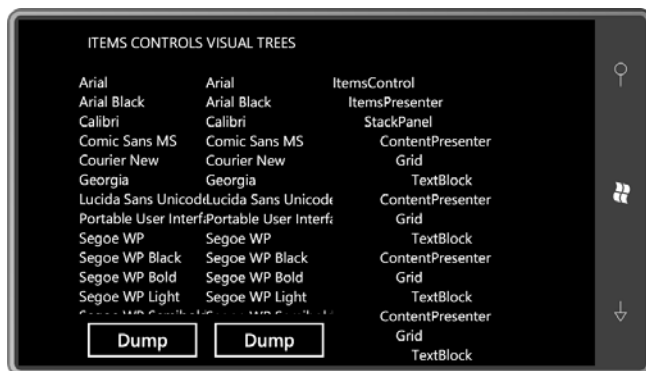 ITEMS CONTROLS VISUAL TREES
Arial
Arial Black
Calibri
Comic Sans MS
Courier New
Georgia
Lucida Sans Unicode
Portable User Interfa
Segoe WP
Segoe WP Black
Segoe WP Bold
Segoe WP Light
Dump
Arial
Arial Black
Calibri
Comic Sans MS
Courier New
Georgia
Lucida Sans Unicode
Portable User Interfa
Segoe WP
Segoe WP Black
Segoe WP Bold
Segoe WP Light
Dump
ItemsControl
ItemsPresenter
StackPanel
ContentPresenter
Grid
TextBlock
ContentPresenter
Grid
TextBlock
ContentPresenter
Grid
TextBlock
ContentPresenter
Grid
TextBlock